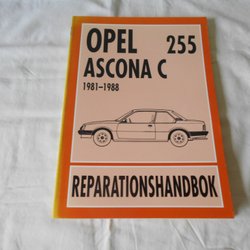 OPEL 255
ASCONA C
1981-1988
REPARATIONSHANDBOK